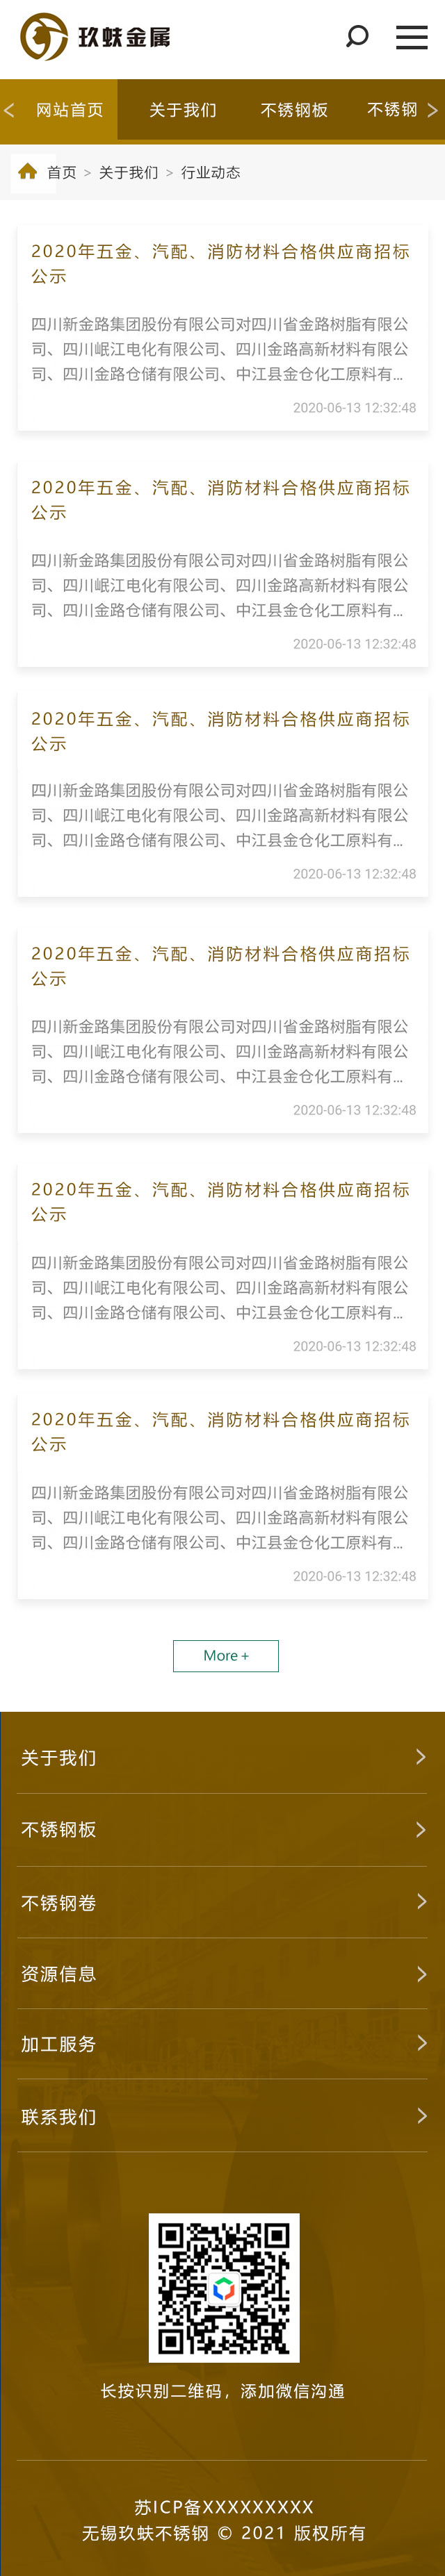 玖蚨金属
网站首页 关于我们 不锈钢板 不锈钢
首页 > 关于我们 > 行业动态
2020年五金、汽配、消防材料合格供应商招标
公示
四川新金路集团股份有限公司对四川省金路树脂有限公
司、四川岷江电化有限公司、四川金路高新材料有限公
司、四川金路仓储有限公司、中江县金仓化工原料有...
2020-06-13 12:32:48
2020年五金、汽配、消防材料合格供应商招标
公示
四川新金路集团股份有限公司对四川省金路树脂有限公
司、四川岷江电化有限公司、四川金路高新材料有限公
司、四川金路仓储有限公司、中江县金仓化工原料有...
2020-06-13 12:32:48
2020年五金、汽配、消防材料合格供应商招标
公示
四川新金路集团股份有限公司对四川省金路树脂有限公
司、四川岷江电化有限公司、四川金路高新材料有限公
司、四川金路仓储有限公司、中江县金仓化工原料有...
2020-06-13 12:32:48
2020年五金、汽配、消防材料合格供应商招标
公示
四川新金路集团股份有限公司对四川省金路树脂有限公
司、四川岷江电化有限公司、四川金路高新材料有限公
司、四川金路仓储有限公司、中江县金仓化工原料有...
2020-06-13 12:32:48
2020年五金、汽配、消防材料合格供应商招标
公示
四川新金路集团股份有限公司对四川省金路树脂有限公
司、四川岷江电化有限公司、四川金路高新材料有限公
司、四川金路仓储有限公司、中江县金仓化工原料有...
2020-06-13 12:32:48
2020年五金、汽配、消防材料合格供应商招标
公示
四川新金路集团股份有限公司对四川省金路树脂有限公
司、四川岷江电化有限公司、四川金路高新材料有限公
司、四川金路仓储有限公司、中江县金仓化工原料有...
2020-06-13 12:32:48
More +
关于我们
不锈钢板
不锈钢卷
资源信息
加工服务
联系我们
长按识别二维码，添加微信沟通
苏ICP备XXXXXXXXX
无锡玖蚨不锈钢 © 2021 版权所有